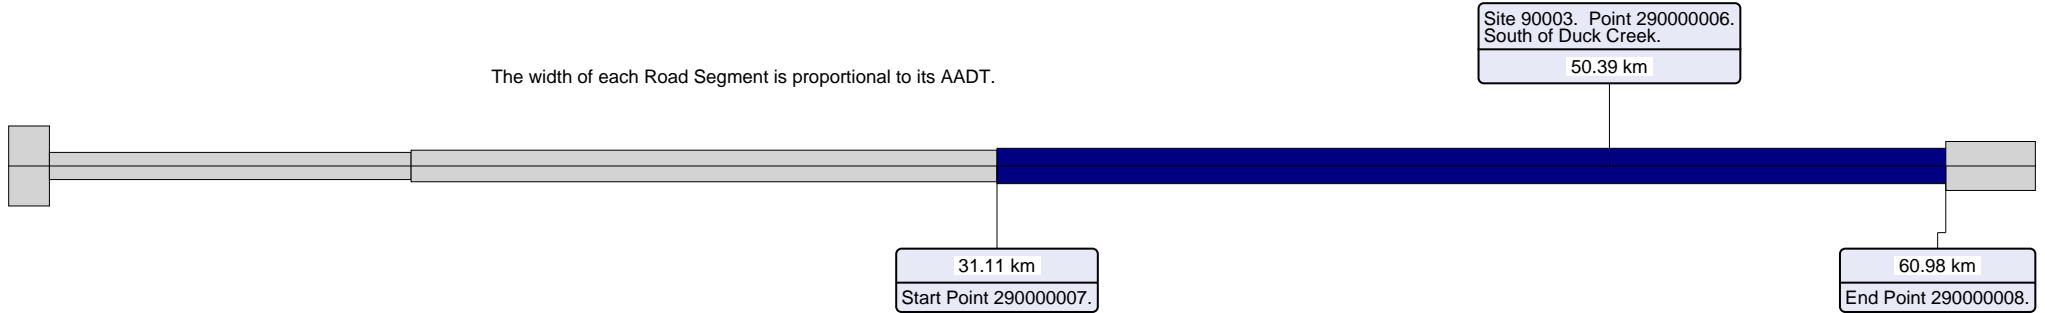 Site 90003.  Point 290000006.
South of Duck Creek.
50.39 km
The width of each Road Segment is proportional to its AADT.
31.11 km
Start Point 290000007.
60.98 km
End Point 290000008.